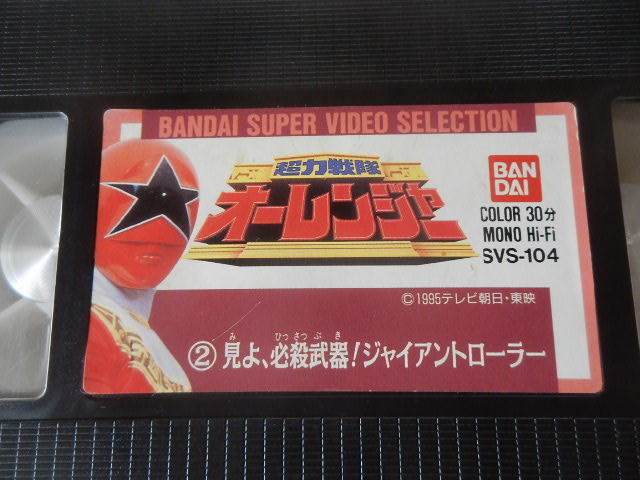 BANDAI SUPER VIDEO SELECTION
超力戦隊
オーレンジャー
BAN
DAI
COLOR 30分
MONO Hi-Fi
SVS-104
©1995テレビ朝日・東映
み ひっさつ ぶ き
②見よ、必殺武器!ジャイアントローラー